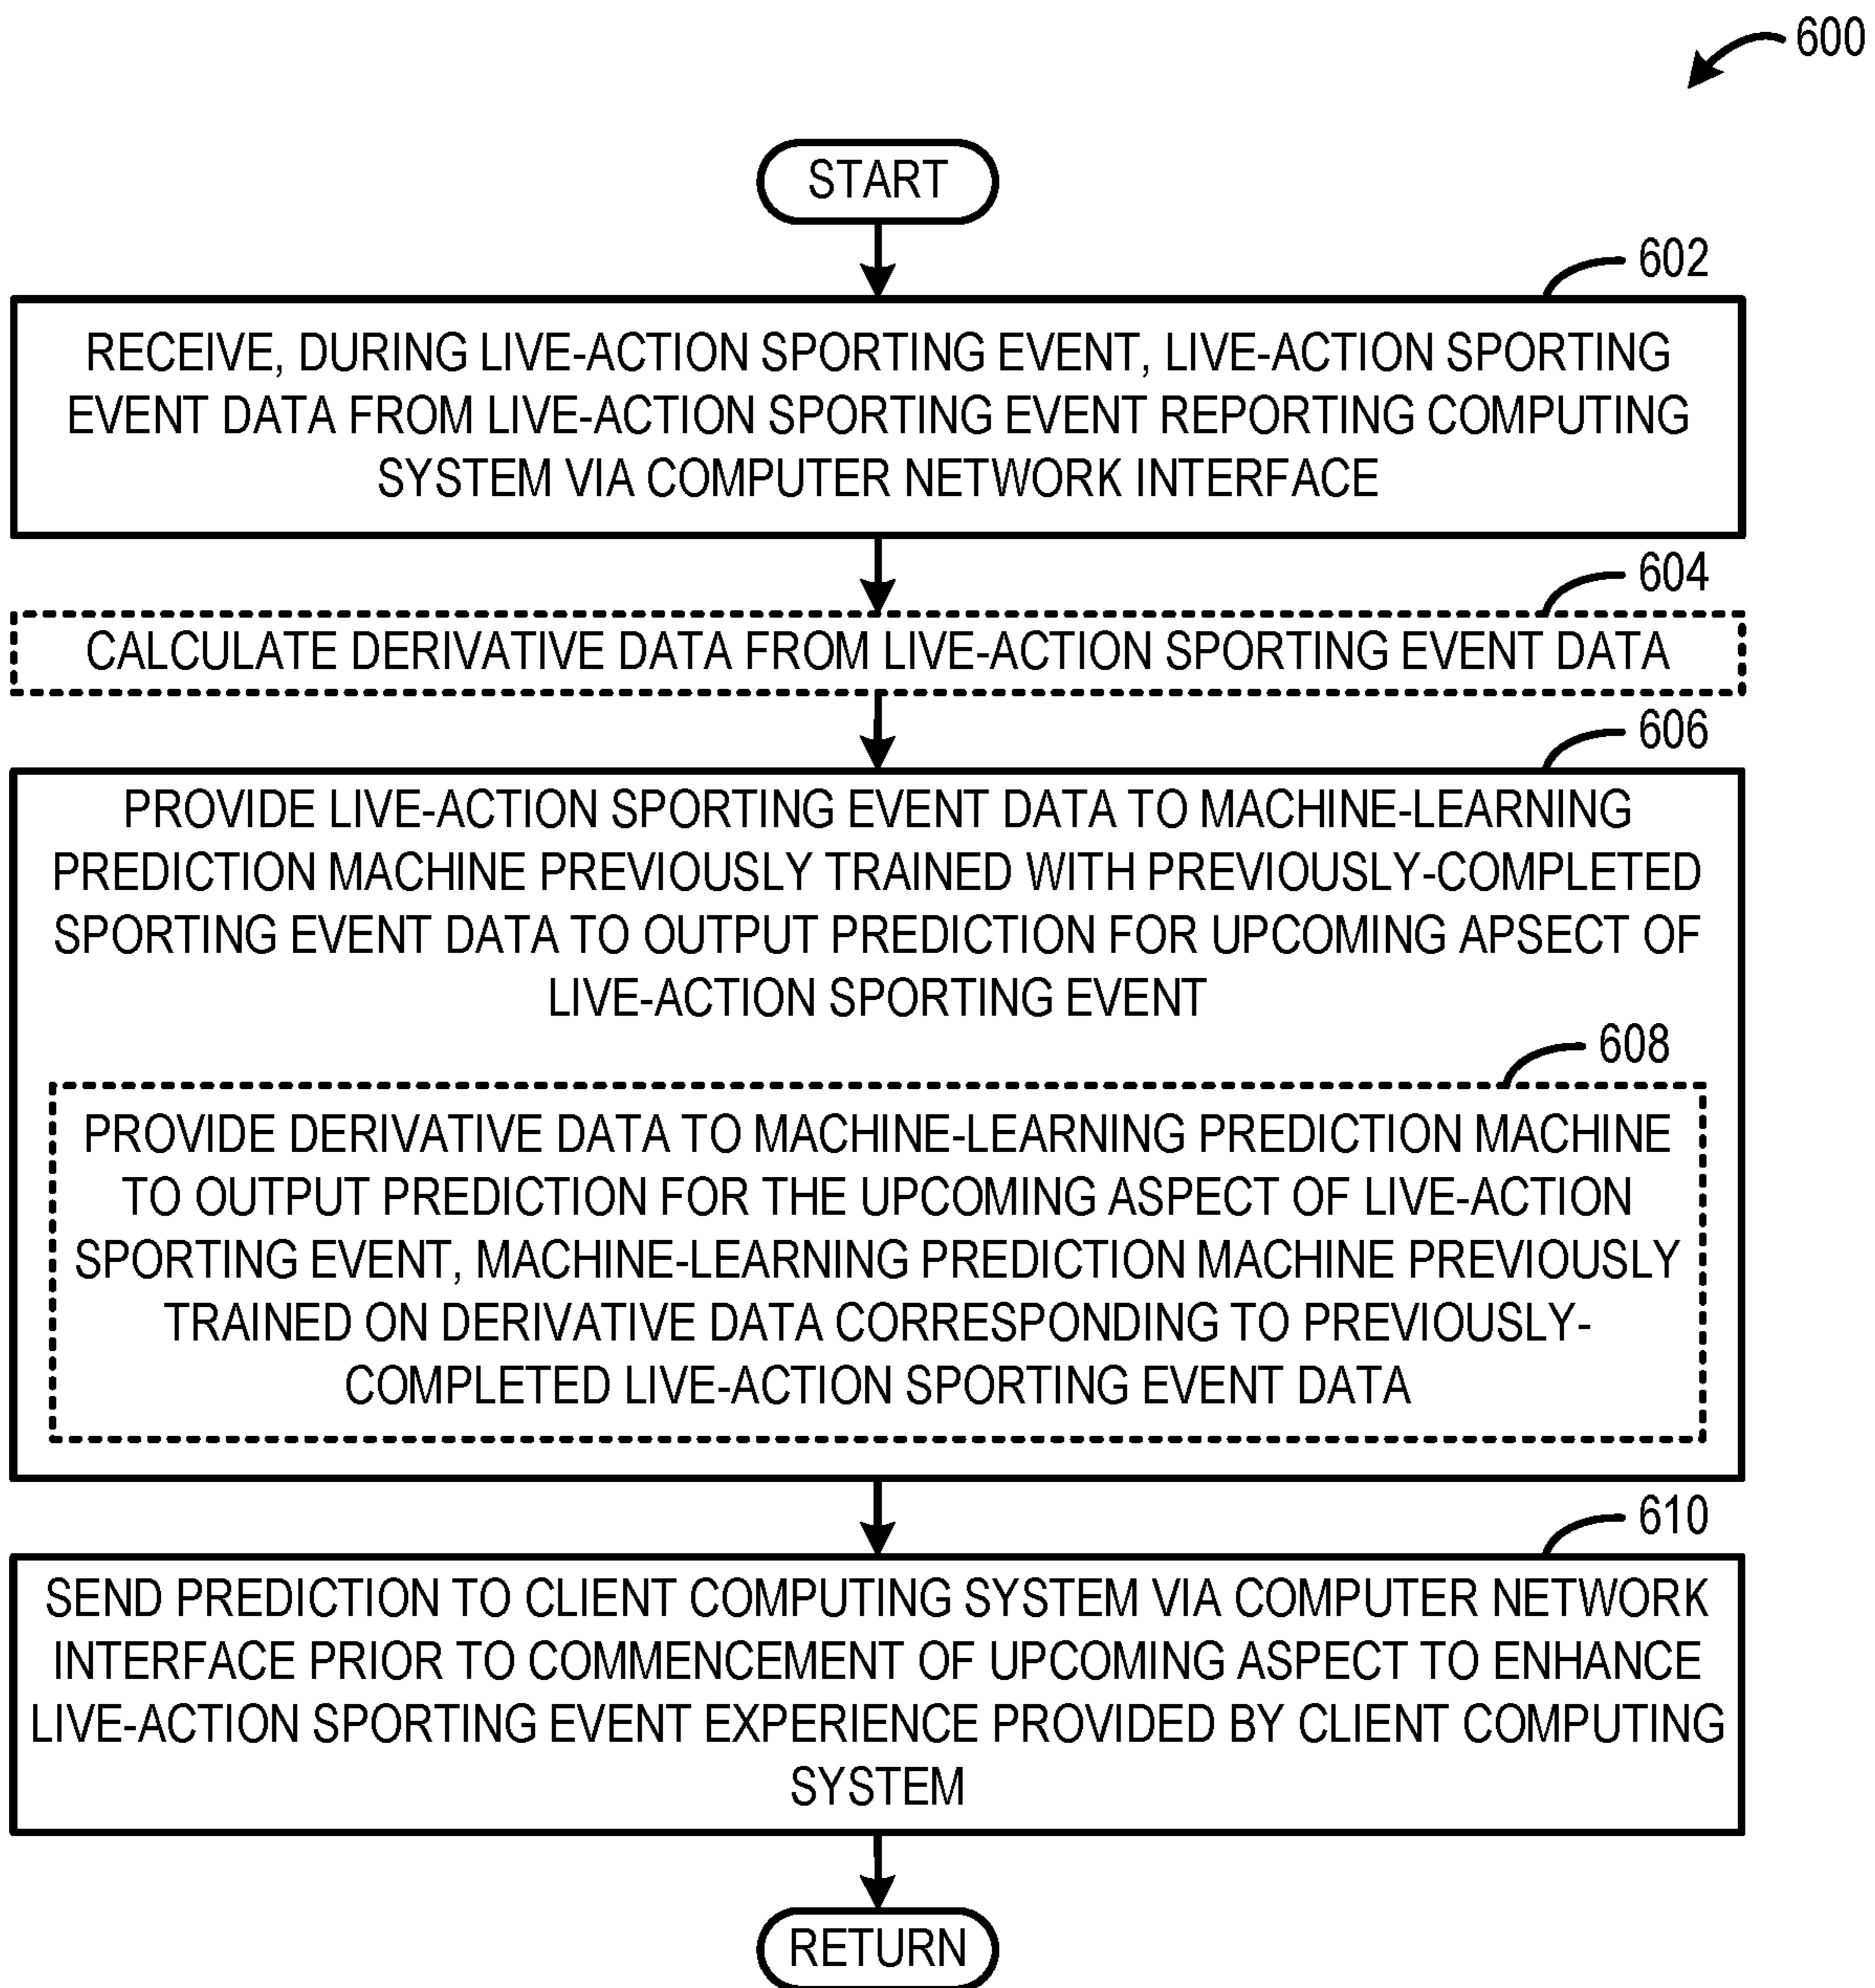 600
START
602
RECEIVE, DURING LIVE-ACTION SPORTING EVENT, LIVE-ACTION SPORTING
EVENT DATA FROM LIVE-ACTION SPORTING EVENT REPORTING COMPUTING
SYSTEM VIA COMPUTER NETWORK INTERFACE
604
CALCULATE DERIVATIVE DATA FROM LIVE-ACTION SPORTING EVENT DATA
606
PROVIDE LIVE-ACTION SPORTING EVENT DATA TO MACHINE-LEARNING
PREDICTION MACHINE PREVIOUSLY TRAINED WITH PREVIOUSLY-COMPLETED
SPORTING EVENT DATA TO OUTPUT PREDICTION FOR UPCOMING APSECT OF
LIVE-ACTION SPORTING EVENT
608
PROVIDE DERIVATIVE DATA TO MACHINE-LEARNING PREDICTION MACHINE
TO OUTPUT PREDICTION FOR THE UPCOMING ASPECT OF LIVE-ACTION
SPORTING EVENT, MACHINE-LEARNING PREDICTION MACHINE PREVIOUSLY
TRAINED ON DERIVATIVE DATA CORRESPONDING TO PREVIOUSLY-
COMPLETED LIVE-ACTION SPORTING EVENT DATA
610
SEND PREDICTION TO CLIENT COMPUTING SYSTEM VIA COMPUTER NETWORK
INTERFACE PRIOR TO COMMENCEMENT OF UPCOMING ASPECT TO ENHANCE
LIVE-ACTION SPORTING EVENT EXPERIENCE PROVIDED BY CLIENT COMPUTING
SYSTEM
RETURN